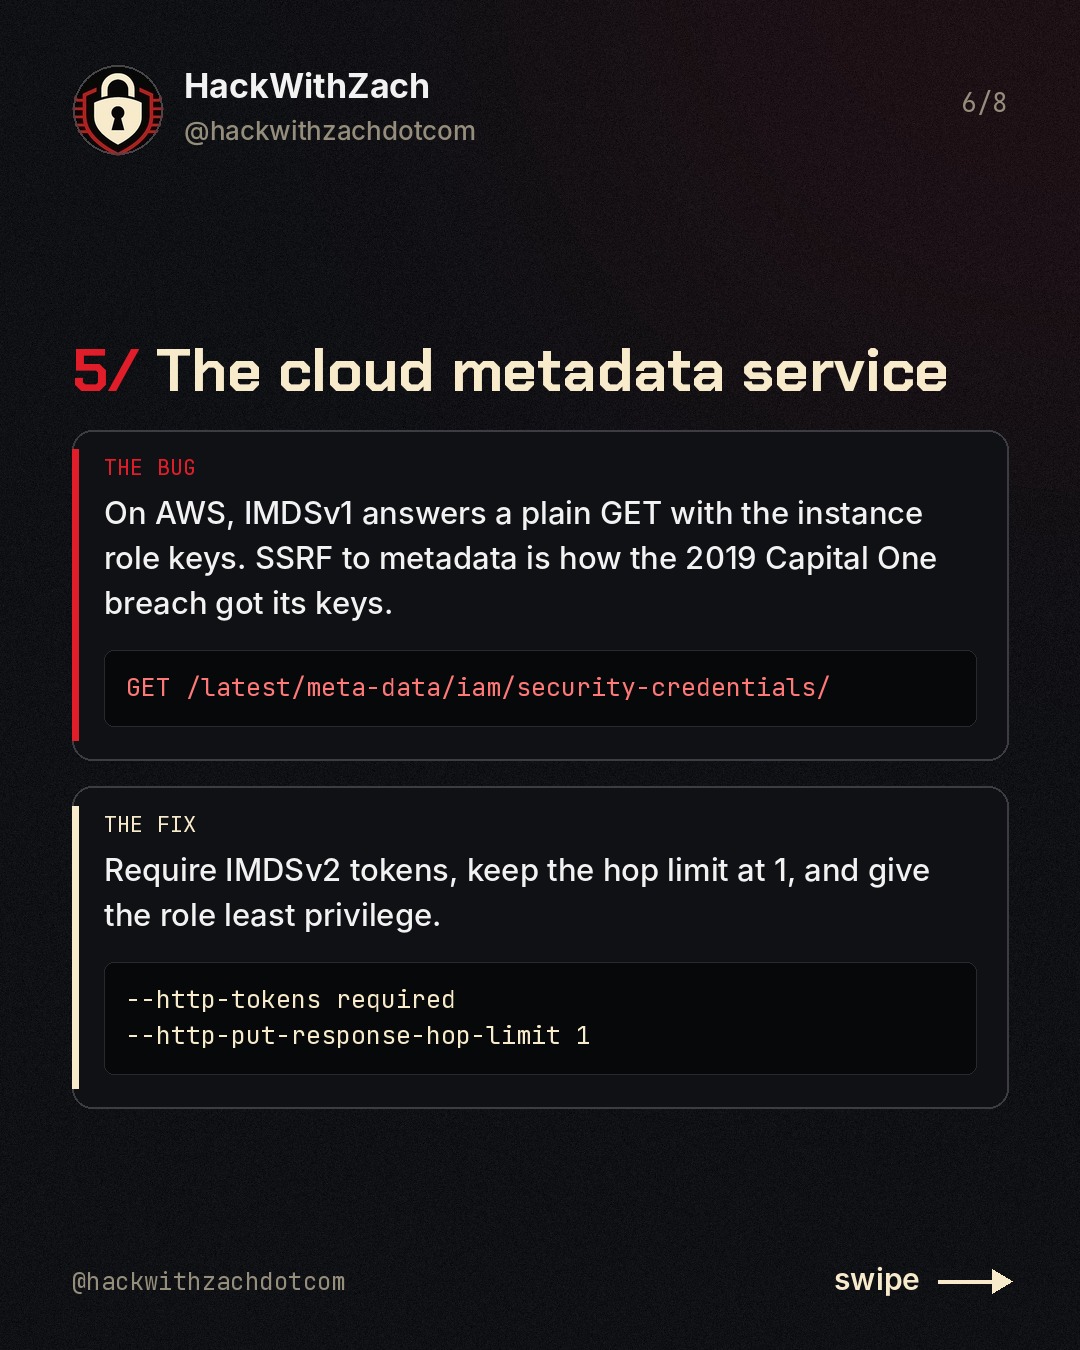 HackWithZach
@hackwithzachdotcom
6/8
5/ The cloud metadata service
THE BUG
On AWS, IMDSv1 answers a plain GET with the instance
role keys. SSRF to metadata is how the 2019 Capital One
breach got its keys.
GET /latest/meta-data/iam/security-credentials/
THE FIX
Require IMDSv2 tokens, keep the hop limit at 1, and give
the role least privilege.
--http-tokens required
--http-put-response-hop-limit 1
@hackwithzachdotcom
swipe